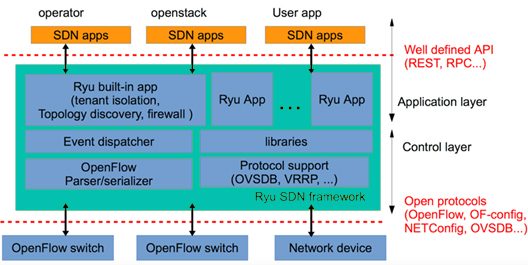 operator openstack User app
SDN apps SDN apps SDN apps
Well defined API
(REST, RPC...)
Ryu built-in app
(tenant isolation,
Topology discovery, firewall )
Ryu App ... Ryu App
Application layer
Event dispatcher libraries
Control layer
OpenFlow
Parser/serializer
Protocol support
(OVSDB, VRRP, ...)
Ryu SDN framework
Open protocols
(OpenFlow, OF-config,
NETConfig, OVSDB...)
OpenFlow switch OpenFlow switch Network device